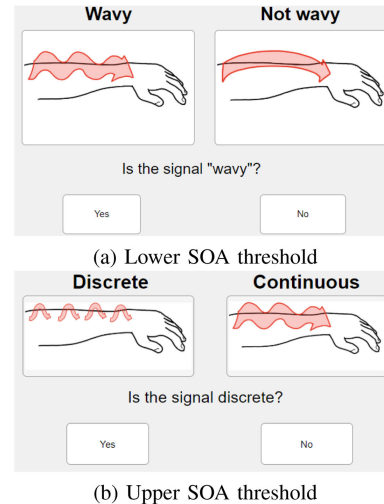 Wavy Not wavy
Is the signal "wavy"?
Yes No
(a) Lower SOA threshold
Discrete Continuous
Is the signal discrete?
Yes No
(b) Upper SOA threshold